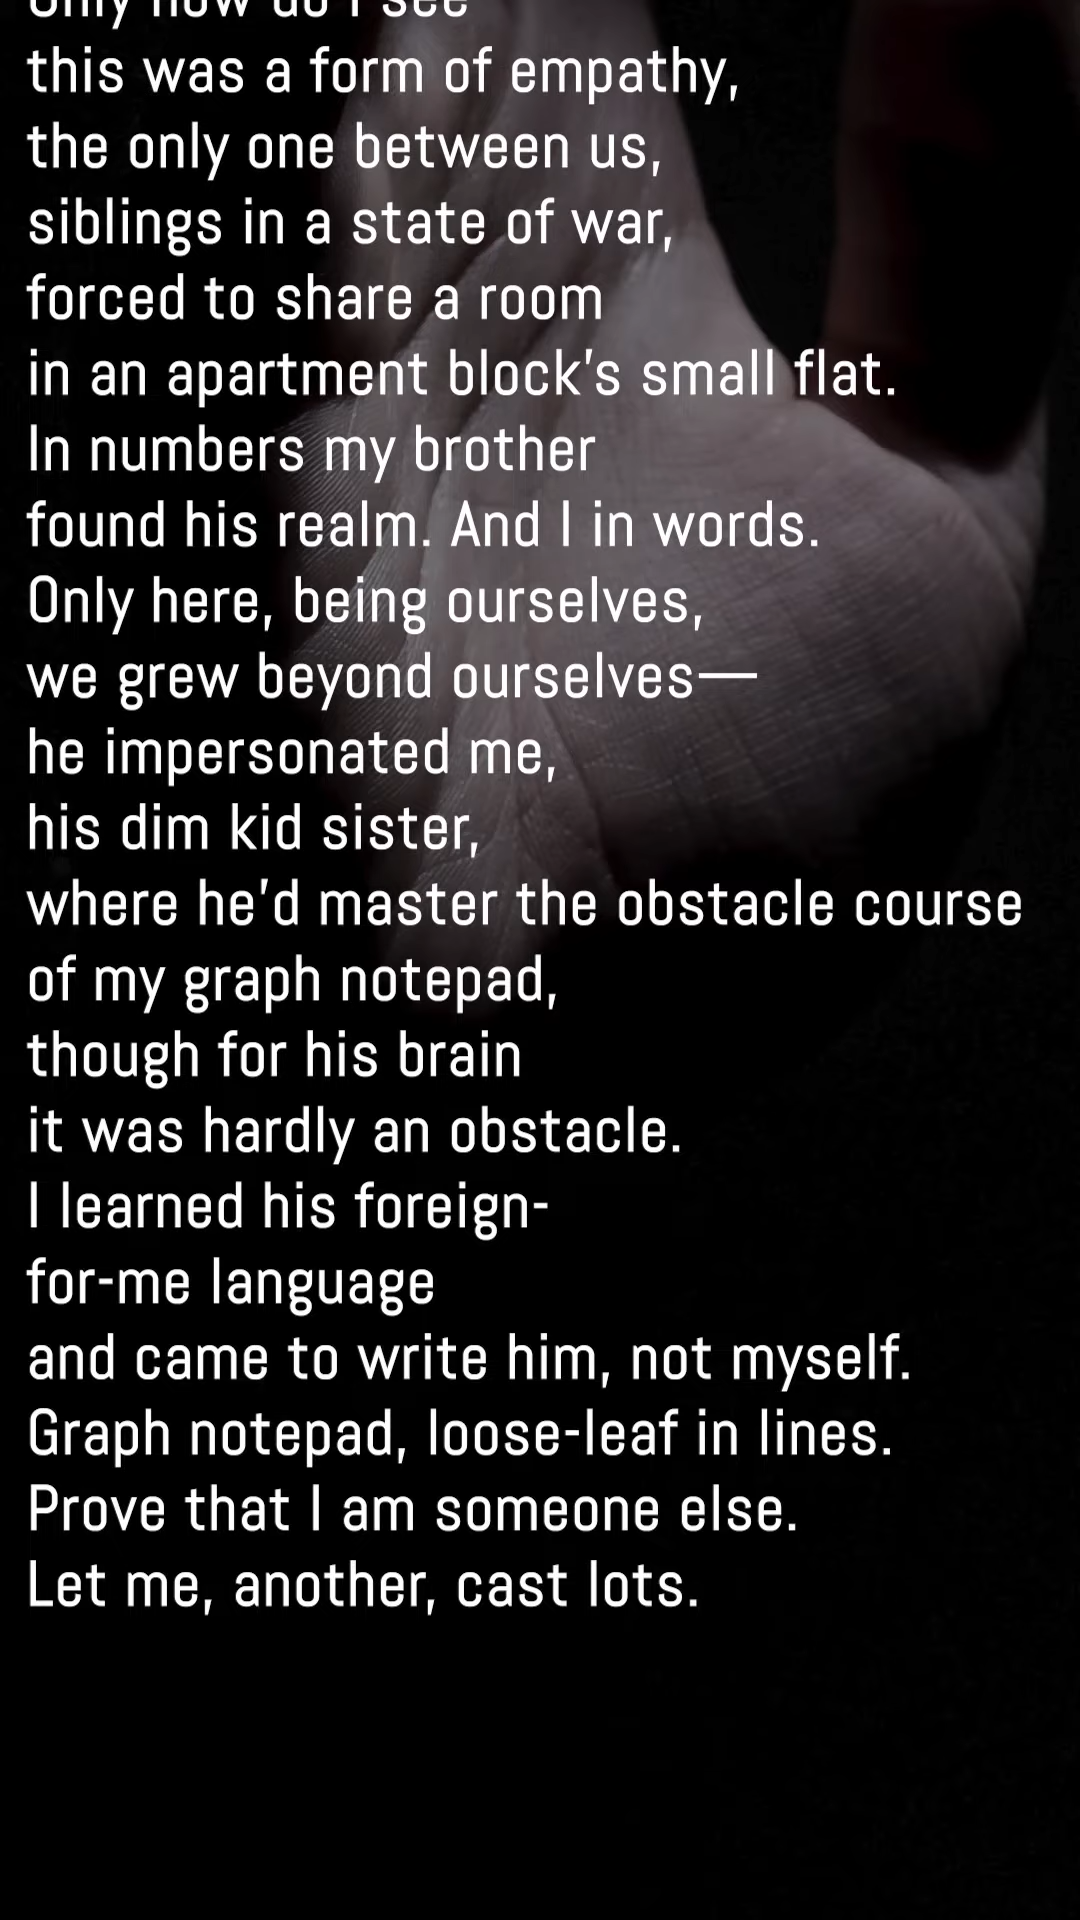 Only now do I see
this was a form of empathy,
the only one between us,
siblings in a state of war,
forced to share a room
in an apartment block’s small flat.
In numbers my brother
found his realm. And I in words.
Only here, being ourselves,
we grew beyond ourselves—
he impersonated me,
his dim kid sister,
where he’d master the obstacle course
of my graph notepad,
though for his brain
it was hardly an obstacle.
I learned his foreign-
for-me language
and came to write him, not myself.
Graph notepad, loose-leaf in lines.
Prove that I am someone else.
Let me, another, cast lots.